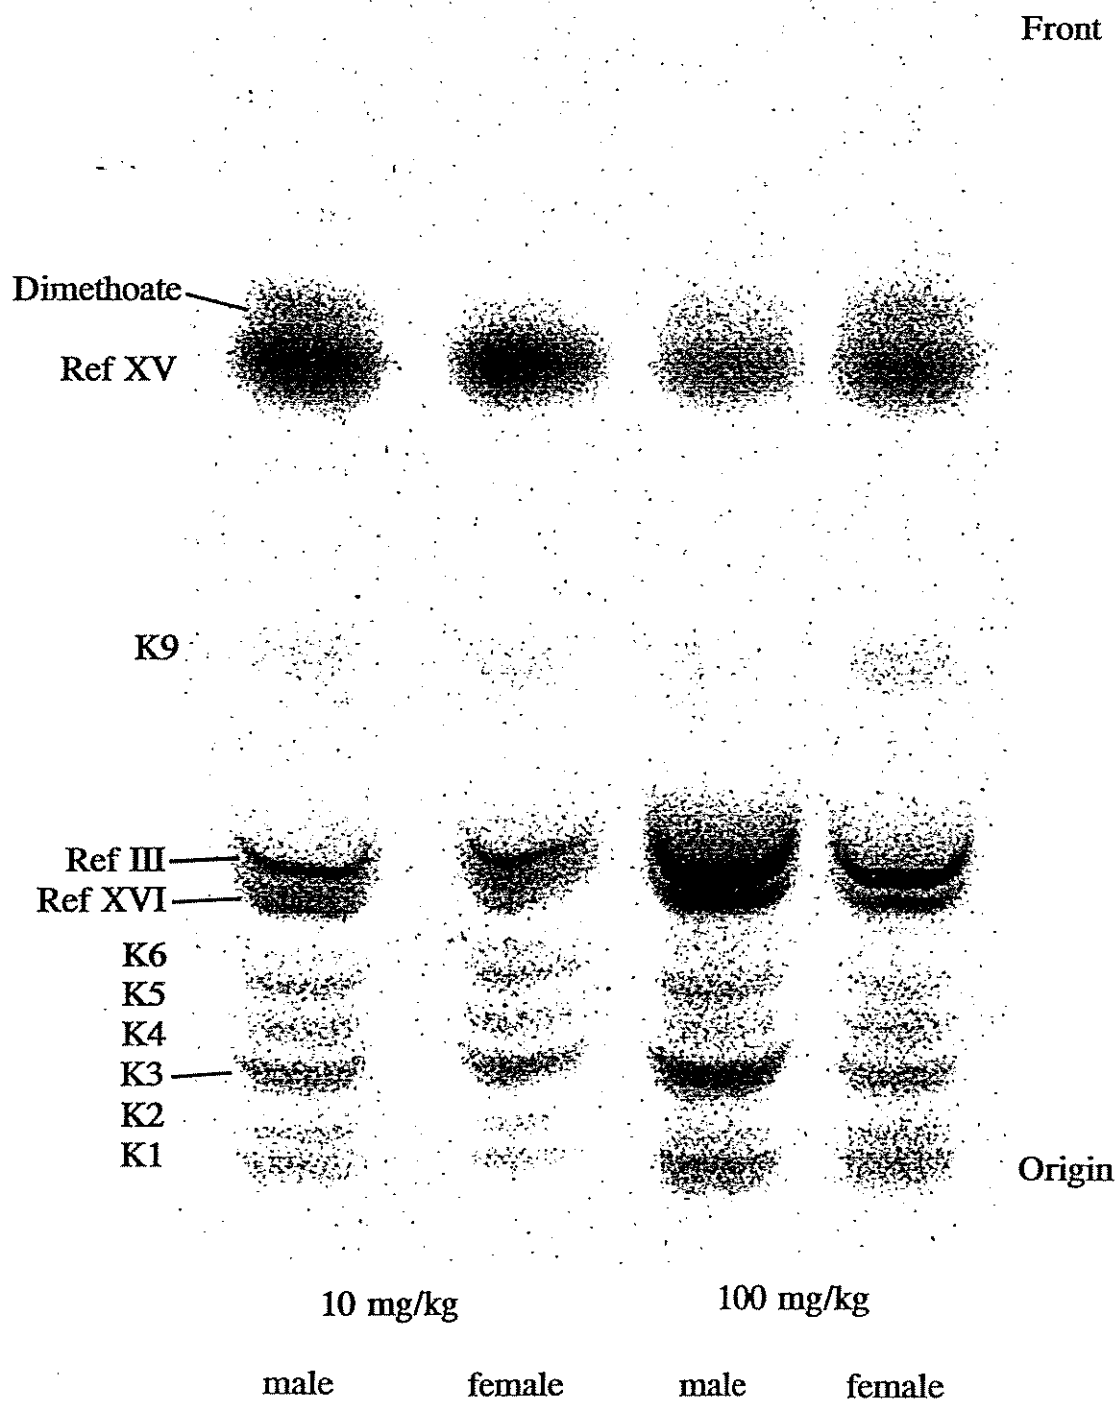 Front
Dimethoate
Ref XV
K9
Ref III
Ref XVI
K6
K5
K4
K3
K2
K1
Origin
10 mg/kg 100 mg/kg
male female male female